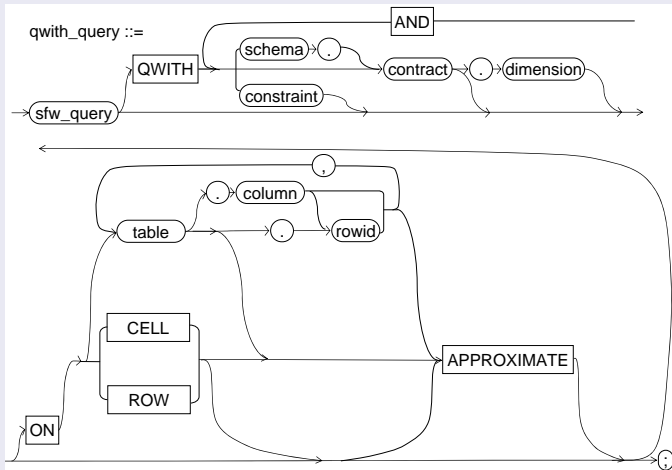 AND
qwith_query ::=
schema .
QWITH contract . dimension
constraint
sfw_query
,
. column
table . rowid
CELL
APPROXIMATE
ROW
ON
;